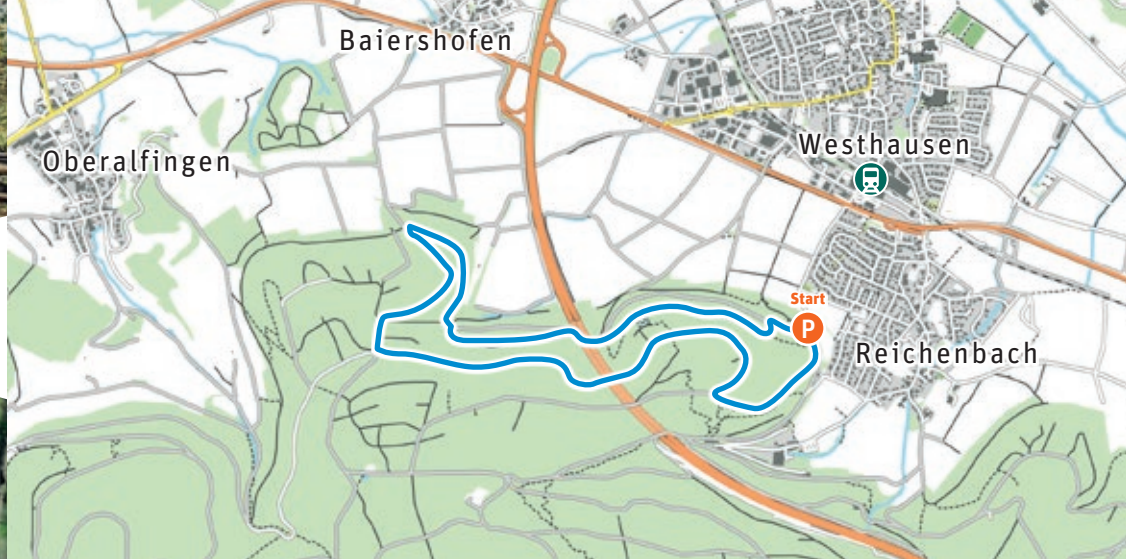 Baiershofen
Oberalfingen
Westhausen
Start
P
Reichenbach